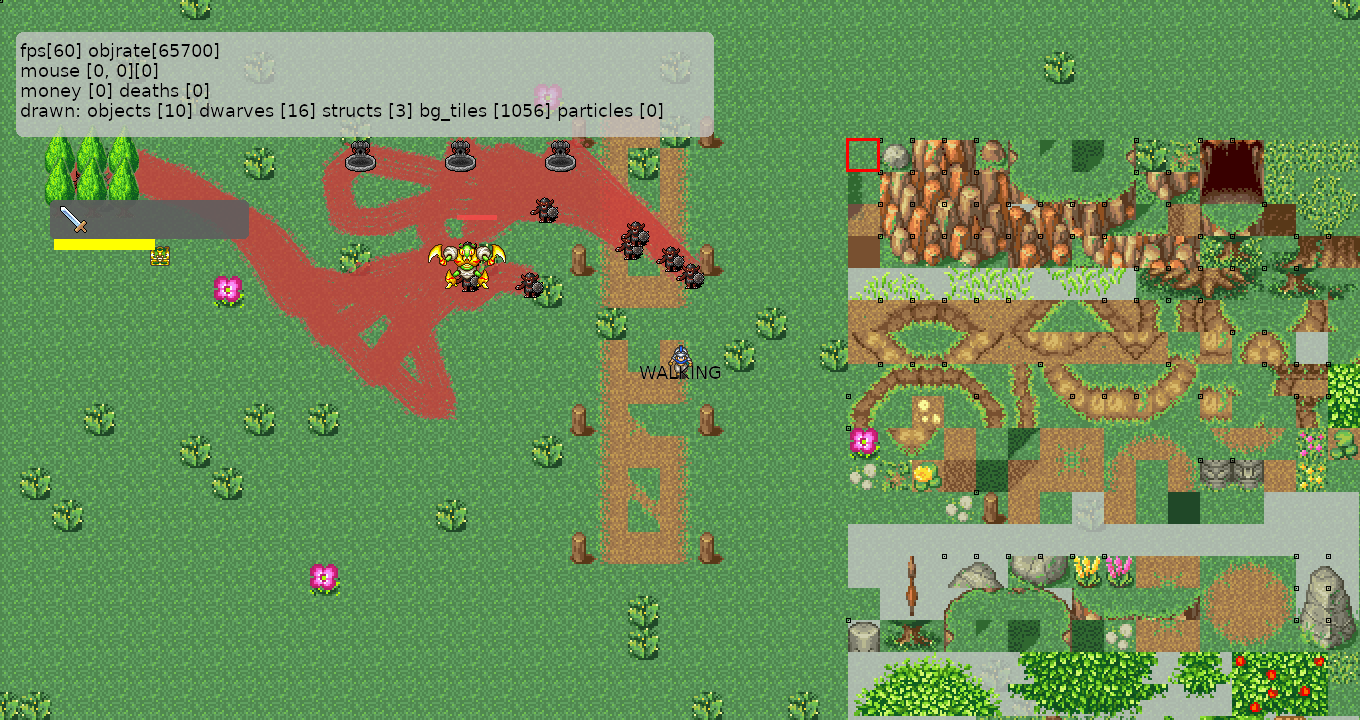 fps[60] objrate[65700]
mouse [0, 0][0]
money [0] deaths [0]
drawn: objects [10] dwarves [16] structs [3] bg_tiles [1056] particles [0]
WALKING